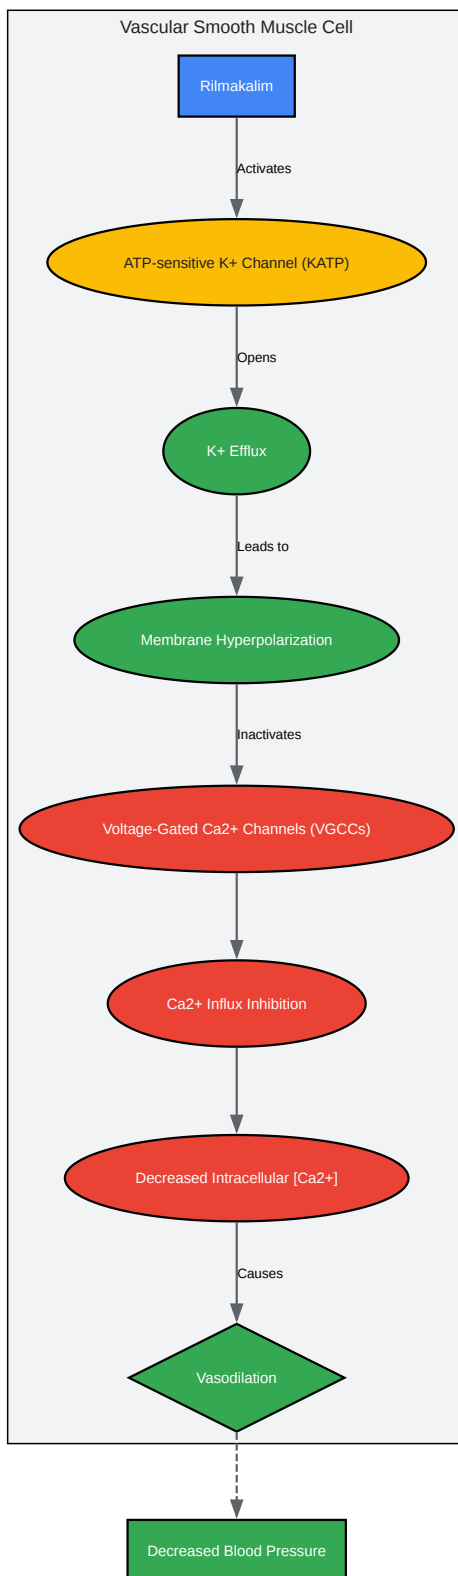 Vascular Smooth Muscle Cell
Rilmakalim
Activates
ATP-sensitive K+ Channel (KATP)
Opens
K+ Efflux
Leads to
Membrane Hyperpolarization
Inactivates
Voltage-Gated Ca2+ Channels (VGCCs)
Ca2+ Influx Inhibition
Decreased Intracellular [Ca2+]
Causes
Vasodilation
Decreased Blood Pressure